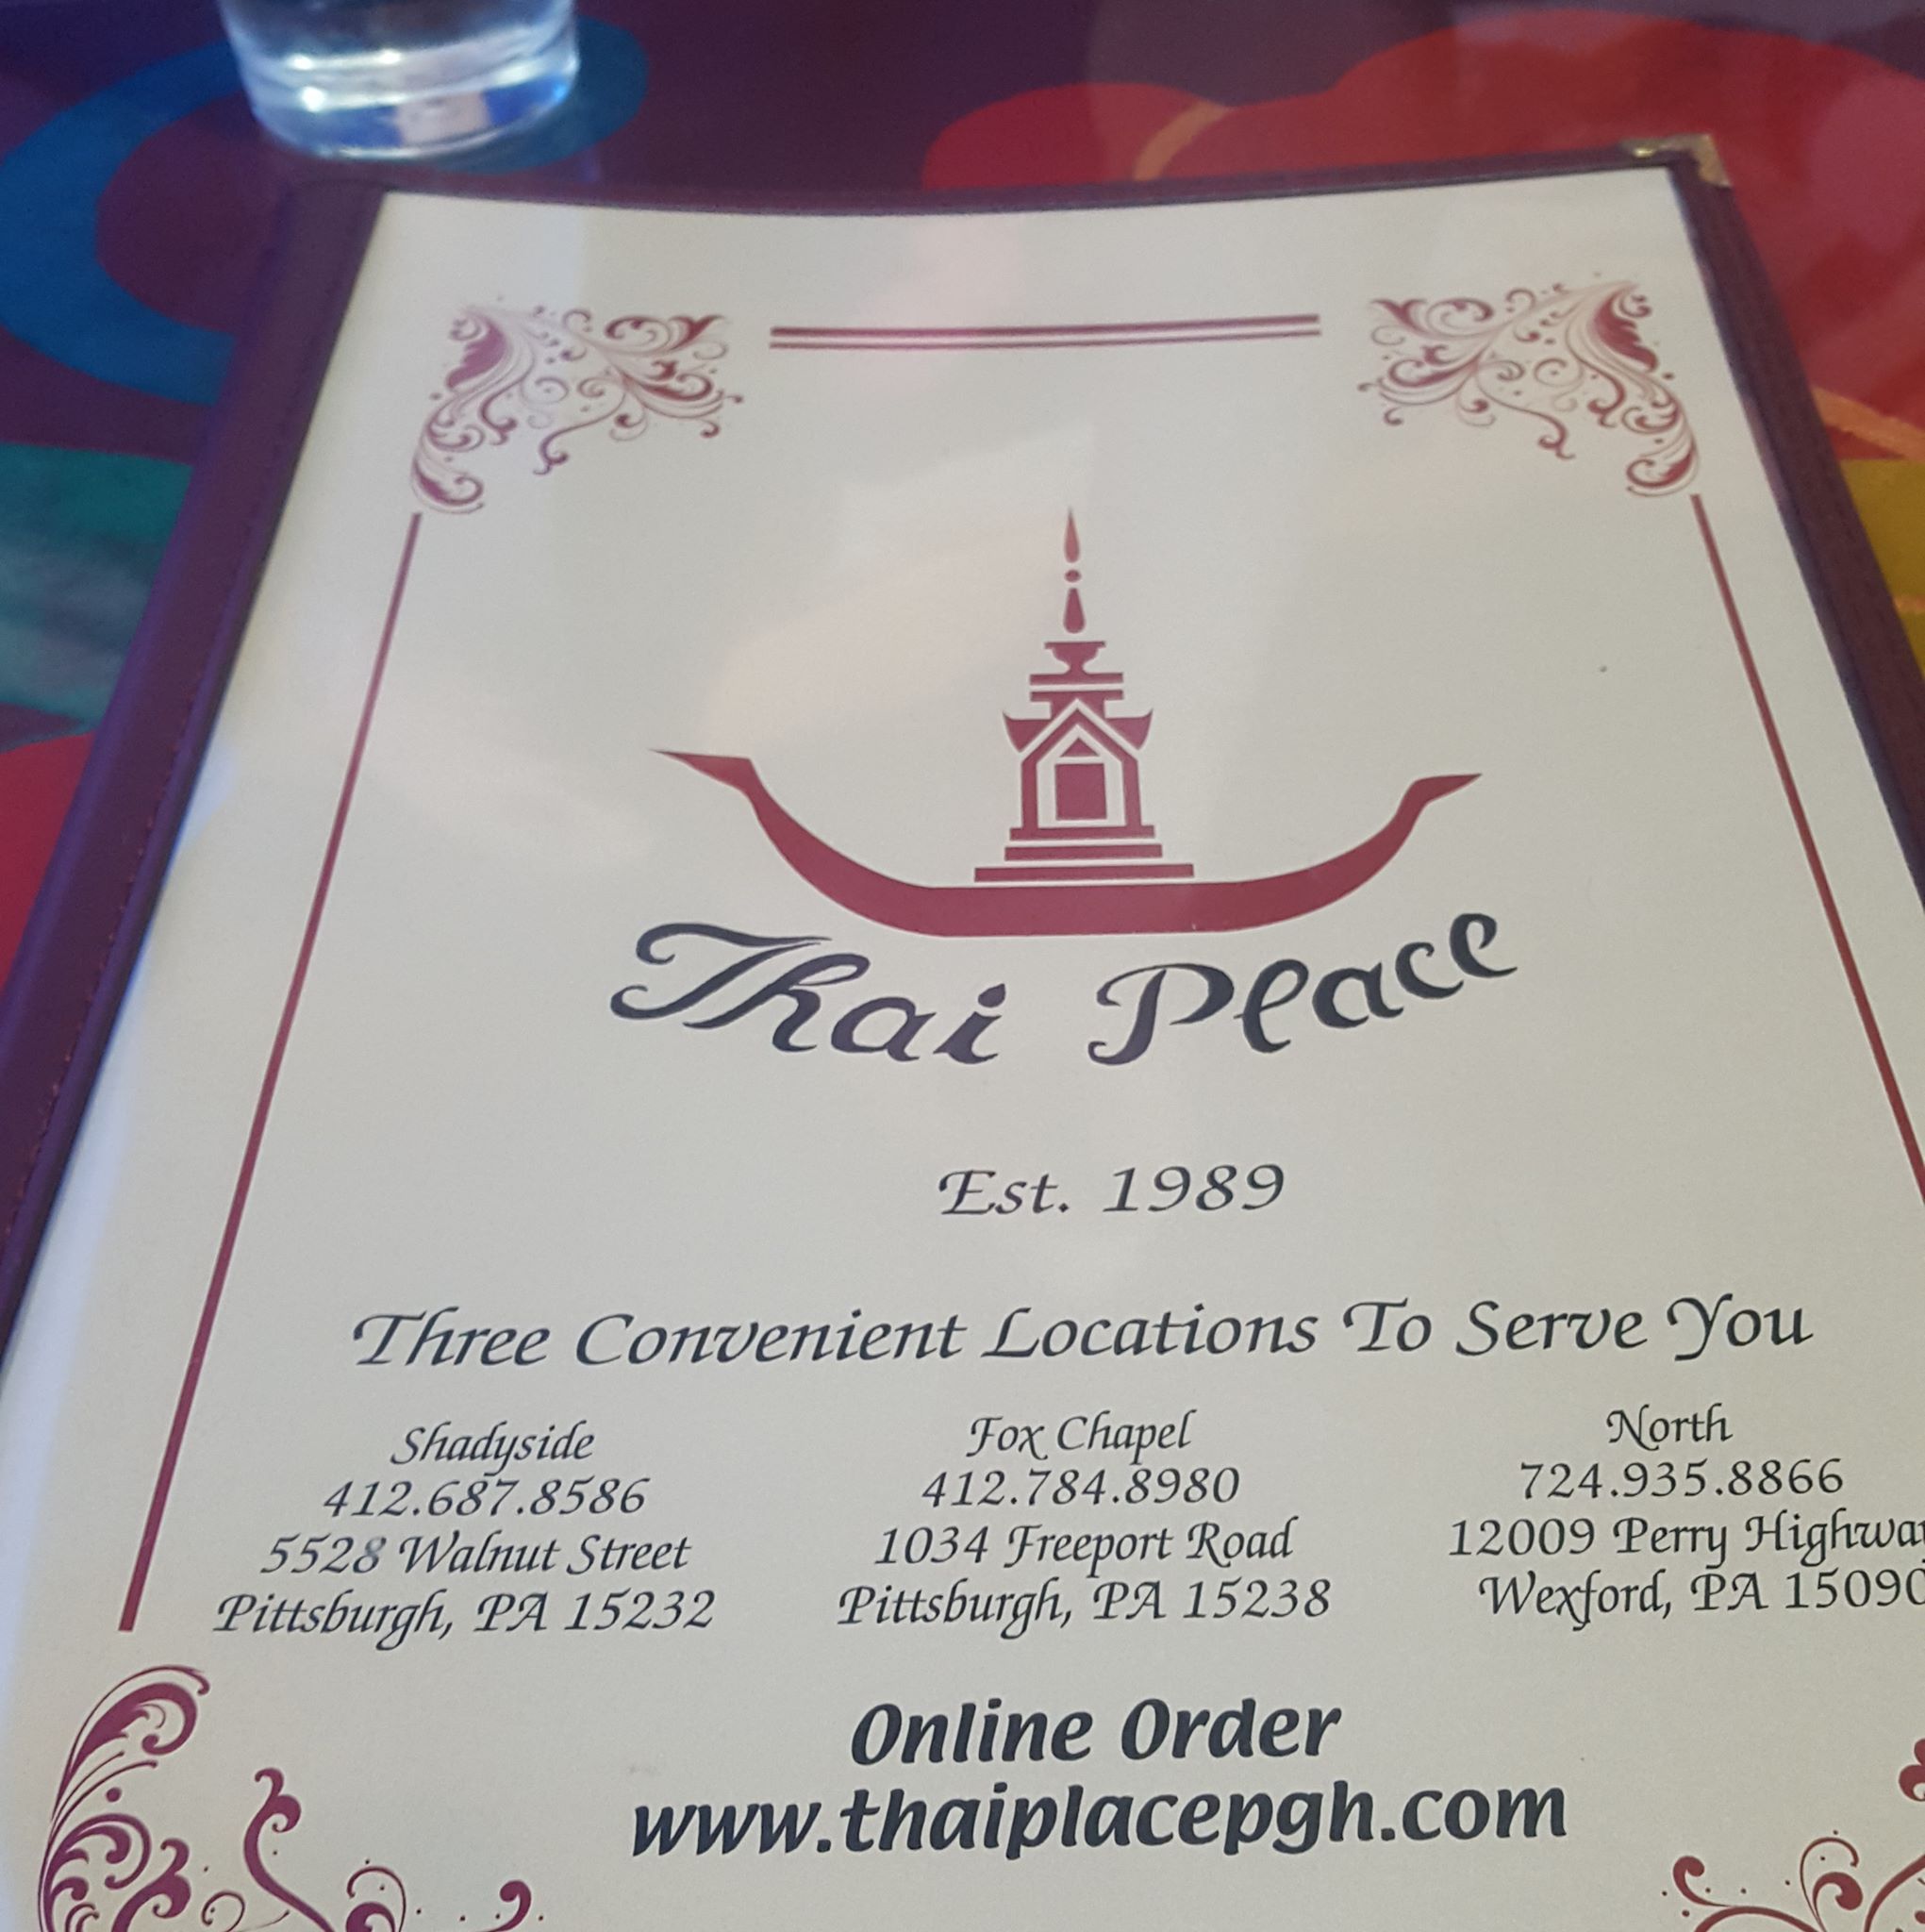 Thai Place
Est. 1989
Three Convenient Locations To Serve You
Shadyside
412.687.8586
5528 Walnut Street
Pittsburgh, PA 15232
Fox Chapel
412.784.8980
1034 Freeport Road
Pittsburgh, PA 15238
North
724.935.8866
12009 Perry Highway
Wexford, PA 15090
Online Order
www.thaiplacepgh.com